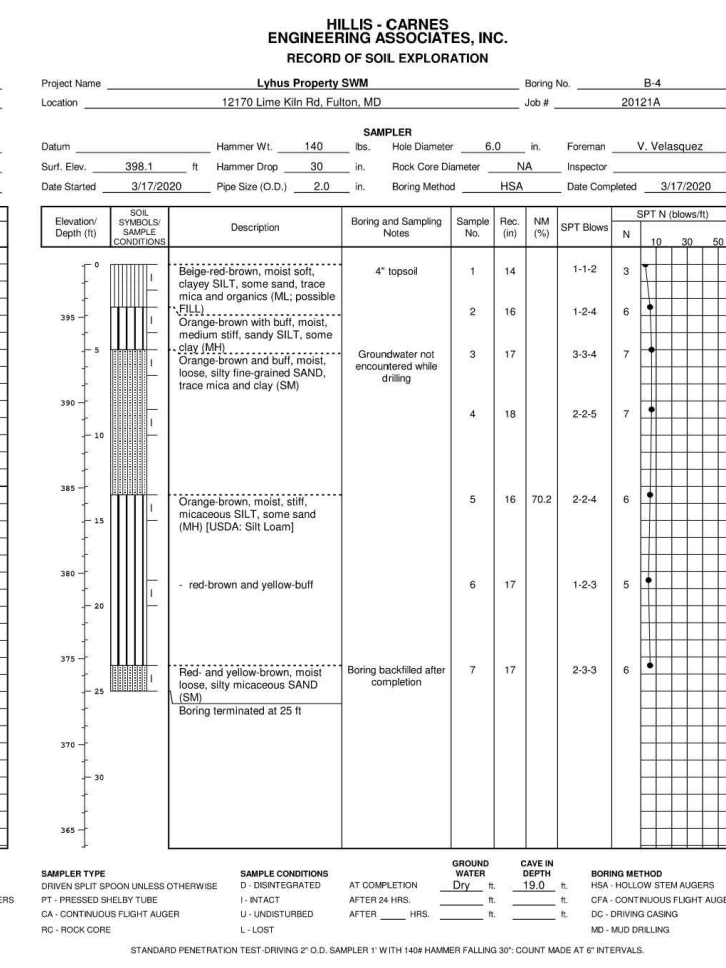 HILLIS - CARNES
ENGINEERING ASSOCIATES, INC.
RECORD OF SOIL EXPLORATION
Project Name Lyhus Property SWM Boring No. B-4
Location 12170 Lime Kiln Rd, Fulton, MD Job # 20121A
SAMPLER
Datum Hammer Wt. 140 lbs. Hole Diameter 6.0 in. Foreman V. Velasquez
Surf. Elev. 398.1 ft Hammer Drop 30 in. Rock Core Diameter NA Inspector
Date Started 3/17/2020 Pipe Size (O.D.) 2.0 in. Boring Method HSA Date Completed 3/17/2020
Elevation/ Depth (ft) SOIL SYMBOLS/ SAMPLE CONDITIONS Description Boring and Sampling Notes Sample No. Rec. (in) NM (%) SPT Blows SPT N (blows/ft)
N 10 30 50
0 I Beige-red-brown, moist soft, 4" topsoil 1 14 1-1-2 3
clayey SILT, some sand, trace
mica and organics (ML; possible
FILL)
395 I Orange-brown with buff, moist, 2 16 1-2-4 6
medium stiff, sandy SILT, some
clay (MH)
5 I Orange-brown and buff, moist, Groundwater not 3 17 3-3-4 7
loose, silty fine-grained SAND, encountered while
trace mica and clay (SM) drilling
390
I 4 18 2-2-5 7
10
385
I Orange-brown, moist, stiff, 5 16 70.2 2-2-4 6
15 micaceous SILT, some sand
(MH) [USDA: Silt Loam]
380
I - red-brown and yellow-buff 6 17 1-2-3 5
20
375
I Red- and yellow-brown, moist Boring backfilled after 7 17 2-3-3 6
loose, silty micaceous SAND completion
25 (SM)
Boring terminated at 25 ft
370
30
365
GROUND WATER CAVE IN DEPTH
SAMPLER TYPE SAMPLE CONDITIONS BORING METHOD
DRIVEN SPLIT SPOON UNLESS OTHERWISE D - DISINTEGRATED AT COMPLETION Dry ft. 19.0 ft. HSA - HOLLOW STEM AUGERS
ERS PT - PRESSED SHELBY TUBE I - INTACT AFTER 24 HRS. ft. ft. CFA - CONTINUOUS FLIGHT AUGE
CA - CONTINUOUS FLIGHT AUGER U - UNDISTURBED AFTER HRS. ft. ft. DC - DRIVING CASING
RC - ROCK CORE L - LOST MD - MUD DRILLING
STANDARD PENETRATION TEST-DRIVING 2" O.D. SAMPLER 1' WITH 140# HAMMER FALLING 30": COUNT MADE AT 6" INTERVALS.